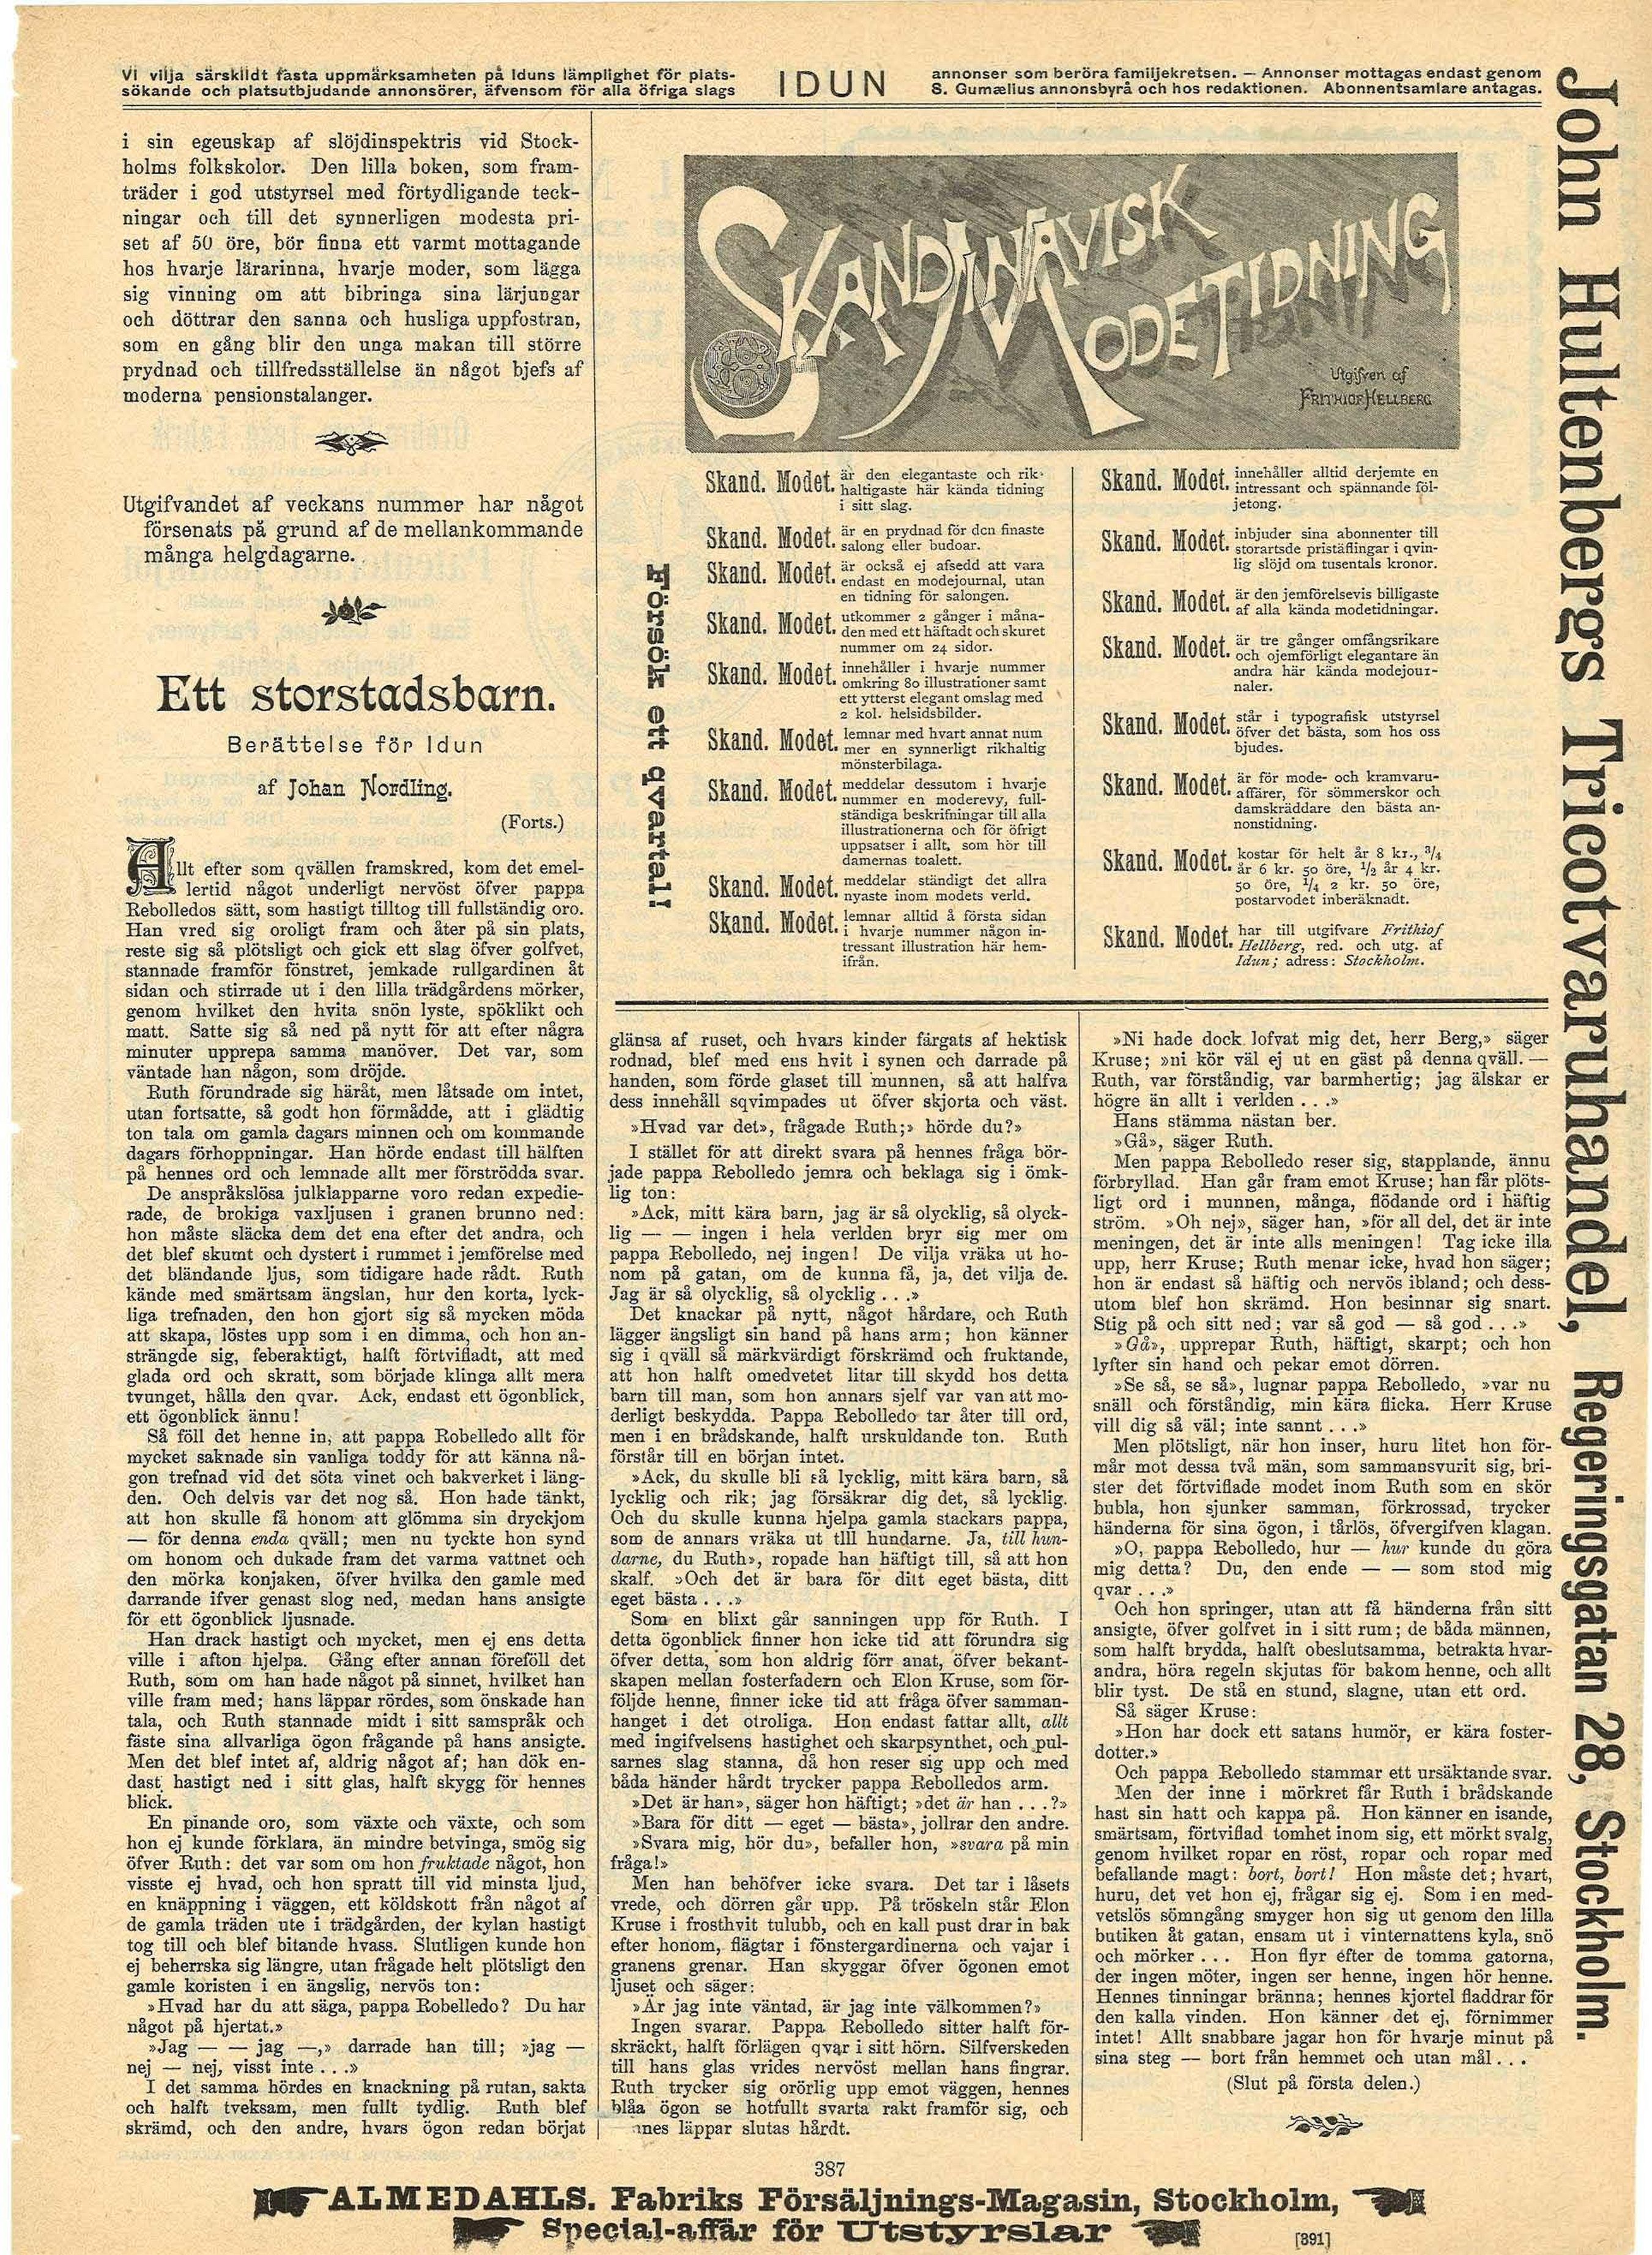 Vi vilja särskildt fästa uppmärksamheten på Iduns lämplighet för plats-
sökande och platsutbjudande annonsörer, äfvensom för alla öfriga slags
IDUN
annonser som beröra familjekretsen. — Annonser mottagas endast genom
S. Gumælius annonsbyrå och hos redaktionen. Abonnentsamlare antagas.
i sin egenskap af slöjdinspektris vid Stock-
holms folkskolor. Den lilla boken, som fram-
träder i god utstyrsel med förtydligande teck-
ningar och till det synnerligen modesta pri-
set af 50 öre, bör finna ett varmt mottagande
hos hvarje lärarinna, hvarje moder, som lägga
sig vinning om att bibringa sina lärjungar
och döttrar den sanna och husliga uppfostran,
som en gång blir den unga makan till större
prydnad och tillfredsställelse än något bjefs af
moderna pensionstalanger.
Utgifvandet af veckans nummer har något
försenats på grund af de mellankommande
många helgdagarne.
Ett storstadsbarn.
Berättelse för Idun
af Johan Nordling.
(Forts.)
Allt efter som qvällen framskred, kom det emel-
lertid något underligt nervöst öfver pappa
Rebolledos sätt, som hastigt tilltog till fullständig oro.
Han vred sig oroligt fram och åter på sin plats,
reste sig så plötsligt och gick ett slag öfver golfvet,
stannade framför fönstret, jemkade rullgardinen åt
sidan och stirrade ut i den lilla trädgårdens mörker,
genom hvilket den hvita snön lyste, spöklikt och
matt. Satte sig så ned på nytt för att efter några
minuter upprepa samma manöver. Det var, som
väntade han någon, som dröjde.
Ruth förundrade sig häråt, men låtsade om intet,
utan fortsatte, så godt hon förmådde, att i glädtig
ton tala om gamla dagars minnen och om kommande
dagars förhoppningar. Han hörde endast till hälften
på hennes ord och lemnade allt mer förströdda svar.
De anspråkslösa julklapparne voro redan expedie-
rade, de brokiga vaxljusen i granen brunno ned:
hon måste släcka dem det ena efter det andra, och
det blef skumt och dystert i rummet i jemförelse med
det bländande ljus, som tidigare hade rådt. Ruth
kände med smärtsam ängslan, hur den korta, lyck-
liga trefnaden, den hon gjort sig så mycken möda
att skapa, löstes upp som i en dimma, och hon an-
strängde sig, feberaktigt, halft förtvifladt, att med
glada ord och skratt, som började klinga allt mera
tvunget, hålla den qvar. Ack, endast ett ögonblick,
ett ögonblick ännu!
Så föll det henne in, att pappa Robelledo allt för
mycket saknade sin vanliga toddy för att känna nå-
gon trefnad vid det söta vinet och bakverket i läng-
den. Och delvis var det nog så. Hon hade tänkt,
att hon skulle få honom att glömma sin dryckjom
— för denna enda qväll; men nu tyckte hon synd
om honom och dukade fram det varma vattnet och
den mörka konjaken, öfver hvilka den gamle med
darrande ifver genast slog ned, medan hans ansigte
för ett ögonblick ljusnade.
Han drack hastigt och mycket, men ej ens detta
ville i afton hjelpa. Gång efter annan föreföll det
Ruth, som om han hade något på sinnet, hvilket han
ville fram med; hans läppar rördes, som önskade han
tala, och Ruth stannade midt i sitt samspråk och
fäste sina allvarliga ögon frågande på hans ansigte.
Men det blef intet af, aldrig något af; han dök en-
dast hastigt ned i sitt glas, halft skygg för hennes
blick.
En pinande oro, som växte och växte, och som
hon ej kunde förklara, än mindre betvinga, smög sig
öfver Ruth: det var som om hon fruktade något, hon
visste ej hvad, och hon spratt till vid minsta ljud,
en knäppning i väggen, ett köldskott från något af
de gamla träden ute i trädgården, der kylan hastigt
tog till och blef bitande hvass. Slutligen kunde hon
ej beherrska sig längre, utan frågade helt plötsligt den
gamle koristen i en ängslig, nervös ton:
»Hvad har du att säga, pappa Robelledo? Du har
något på hjertat.»
»Jag — — jag —,» darrade han till; »jag —
nej — nej, visst inte . . .»
I det samma hördes en knackning på rutan, sakta
och halft tveksam, men fullt tydlig. Ruth blef
skrämd, och den andre, hvars ögon redan börjat
SKANDINAVISK
MODETIDNING
Utgifven af
FRITHIOF HELLBERG
Försök ett qvartal!
Skand. Modet. är den elegantaste och rik-
haltigaste här kända tidning
i sitt slag.
Skand. Modet. är en prydnad för den finaste
salong eller budoar.
Skand. Modet. är också ej afsedd att vara
endast en modejournal, utan
en tidning för salongen.
Skand. Modet. utkommer 2 gånger i måna-
den med ett häftadt och skuret
nummer om 24 sidor.
Skand. Modet. innehåller i hvarje nummer
omkring 80 illustrationer samt
ett ytterst elegant omslag med
2 kol. helsidsbilder.
Skand. Modet. lemnar med hvart annat num
mer en synnerligt rikhaltig
mönsterbilaga.
Skand. Modet. meddelar dessutom i hvarje
nummer en moderevy, full-
ständiga beskrifningar till alla
illustrationerna och för öfrigt
uppsatser i allt, som hör till
damernas toalett.
Skand. Modet. meddelar ständigt det allra
nyaste inom modets verld.
Skand. Modet. lemnar alltid å första sidan
i hvarje nummer någon in-
tressant illustration här hem-
ifrån.
Skand. Modet. innehåller alltid derjemte en
intressant och spännande föl-
jetong.
Skand. Modet. inbjuder sina abonnenter till
storartsde pristäflingar i qvin-
lig slöjd om tusentals kronor.
Skand. Modet. är den jemförelsevis billigaste
af alla kända modetidningar.
Skand. Modet. är tre gånger omfångsrikare
och ojemförligt elegantare än
andra här kända modejour-
naler.
Skand. Modet. står i typografisk utstyrsel
öfver det bästa, som hos oss
bjudes.
Skand. Modet. är för mode- och kramvaru-
affärer, för sömmerskor och
damskräddare den bästa an-
nonstidning.
Skand. Modet. kostar för helt år 8 kr., 3/4
år 6 kr. 50 öre, 1/2 år 4 kr.
50 öre, 1/4 2 kr. 50 öre,
postarvodet inberäknadt.
Skand. Modet. har till utgifvare Frithiof
Hellberg, red. och utg. af
Idun; adress: Stockholm.
glänsa af ruset, och hvars kinder färgats af hektisk
rodnad, blef med ens hvit i synen och darrade på
handen, som förde glaset till munnen, så att halfva
dess innehåll sqvimpades ut öfver skjorta och väst.
»Hvad var det», frågade Ruth;» hörde du?»
I stället för att direkt svara på hennes fråga bör-
jade pappa Rebolledo jemra och beklaga sig i ömk-
lig ton:
»Ack, mitt kära barn, jag är så olycklig, så olyck-
lig — — ingen i hela verlden bryr sig mer om
pappa Rebolledo, nej ingen! De vilja vräka ut ho-
nom på gatan, om de kunna få, ja, det vilja de.
Jag är så olycklig, så olycklig . . .»
Det knackar på nytt, något hårdare, och Ruth
lägger ängsligt sin hand på hans arm; hon känner
sig i qväll så märkvärdigt förskrämd och fruktande,
att hon halft omedvetet litar till skydd hos detta
barn till man, som hon annars sjelf var van att mo-
derligt beskydda. Pappa Rebolledo tar åter till ord,
men i en brådskande, halft urskuldande ton. Ruth
förstår till en början intet.
»Ack, du skulle bli så lycklig, mitt kära barn, så
lycklig och rik; jag försäkrar dig det, så lycklig.
Och du skulle kunna hjelpa gamla stackars pappa,
som de annars vräka ut till hundarne. Ja, till hun-
darne, du Ruth», ropade han häftigt till, så att hon
skalf. »Och det är bara för ditt eget bästa, ditt
eget bästa . . .»
Som en blixt går sanningen upp för Ruth. I
detta ögonblick finner hon icke tid att förundra sig
öfver detta, som hon aldrig förr anat, öfver bekant-
skapen mellan fosterfadern och Elon Kruse, som för-
följde henne, finner icke tid att fråga öfver samman-
hanget i det otroliga. Hon endast fattar allt, allt
med ingifvelsens hastighet och skarpsynthet, och pul-
sarnes slag stanna, då hon reser sig upp och med
båda händer hårdt trycker pappa Rebolledos arm.
»Det är han», säger hon häftigt; »det är han . . .?»
»Bara för ditt — eget — bästa», jollrar den andre.
»Svara mig, hör du», befaller hon, »svara på min
fråga!»
Men han behöfver icke svara. Det tar i låsets
vrede, och dörren går upp. På tröskeln står Elon
Kruse i frosthvit tulubb, och en kall pust drar in bak
efter honom, flägtar i fönstergardinerna och vajar i
granens grenar. Han skyggar öfver ögonen emot
ljuset och säger:
»Är jag inte väntad, är jag inte välkommen?»
Ingen svarar. Pappa Rebolledo sitter halft för-
skräckt, halft förlägen qvar i sitt hörn. Silfverskeden
till hans glas vrides nervöst mellan hans fingrar.
Ruth trycker sig orörlig upp emot väggen, hennes
blåa ögon se hotfullt svarta rakt framför sig, och
nnes läppar slutas hårdt.
»Ni hade dock lofvat mig det, herr Berg,» säger
Kruse; »ni kör väl ej ut en gäst på denna qväll. —
Ruth, var förståndig, var barmhertig; jag älskar er
högre än allt i verlden . . .»
Hans stämma nästan ber.
»Gå», säger Ruth.
Men pappa Rebolledo reser sig, stapplande, ännu
förbryllad. Han går fram emot Kruse; han får plöts-
ligt ord i munnen, många, flödande ord i häftig
ström. »Oh nej», säger han, »för all del, det är inte
meningen, det är inte alls meningen! Tag icke illa
upp, herr Kruse; Ruth menar icke, hvad hon säger;
hon är endast så häftig och nervös ibland; och dess-
utom blef hon skrämd. Hon besinnar sig snart.
Stig på och sitt ned; var så god — så god . . .»
»Gå», upprepar Ruth, häftigt, skarpt; och hon
lyfter sin hand och pekar emot dörren.
»Se så, se så», lugnar pappa Rebolledo, »var nu
snäll och förståndig, min kära flicka. Herr Kruse
vill dig så väl; inte sannt . . .»
Men plötsligt, när hon inser, huru litet hon för-
mår mot dessa två män, som sammansvurit sig, bri-
ster det förtviflade modet inom Ruth som en skör
bubla, hon sjunker samman, förkrossad, trycker
händerna för sina ögon, i tårlös, öfvergifven klagan.
»O, pappa Rebolledo, hur — hur kunde du göra
mig detta? Du, den ende — — som stod mig
qvar . . .»
Och hon springer, utan att få händerna från sitt
ansigte, öfver golfvet in i sitt rum; de båda männen,
som halft brydda, halft obeslutsamma, betrakta hvar-
andra, höra regeln skjutas för bakom henne, och allt
blir tyst. De stå en stund, slagne, utan ett ord.
Så säger Kruse:
»Hon har dock ett satans humör, er kära foster-
dotter.»
Och pappa Rebolledo stammar ett ursäktande svar.
Men der inne i mörkret får Ruth i brådskande
hast sin hatt och kappa på. Hon känner en isande,
smärtsam, förtviflad tomhet inom sig, ett mörkt svalg,
genom hvilket ropar en röst, ropar och ropar med
befallande magt: bort, bort! Hon måste det; hvart,
huru, det vet hon ej, frågar sig ej. Som i en med-
vetslös sömngång smyger hon sig ut genom den lilla
butiken åt gatan, ensam ut i vinternattens kyla, snö
och mörker . . . Hon flyr efter de tomma gatorna,
der ingen möter, ingen ser henne, ingen hör henne.
Hennes tinningar bränna; hennes kjortel fladdrar för
den kalla vinden. Hon känner det ej, förnimmer
intet! Allt snabbare jagar hon för hvarje minut på
sina steg — bort från hemmet och utan mål . . .
(Slut på första delen.)
John Hultenbergs Tricotvaruhandel, Regeringsgatan 28, Stockholm.
387
ALMEDAHLS. Fabriks Försäljnings-Magasin, Stockholm,
Special-affär för Utstyrslar
[391]